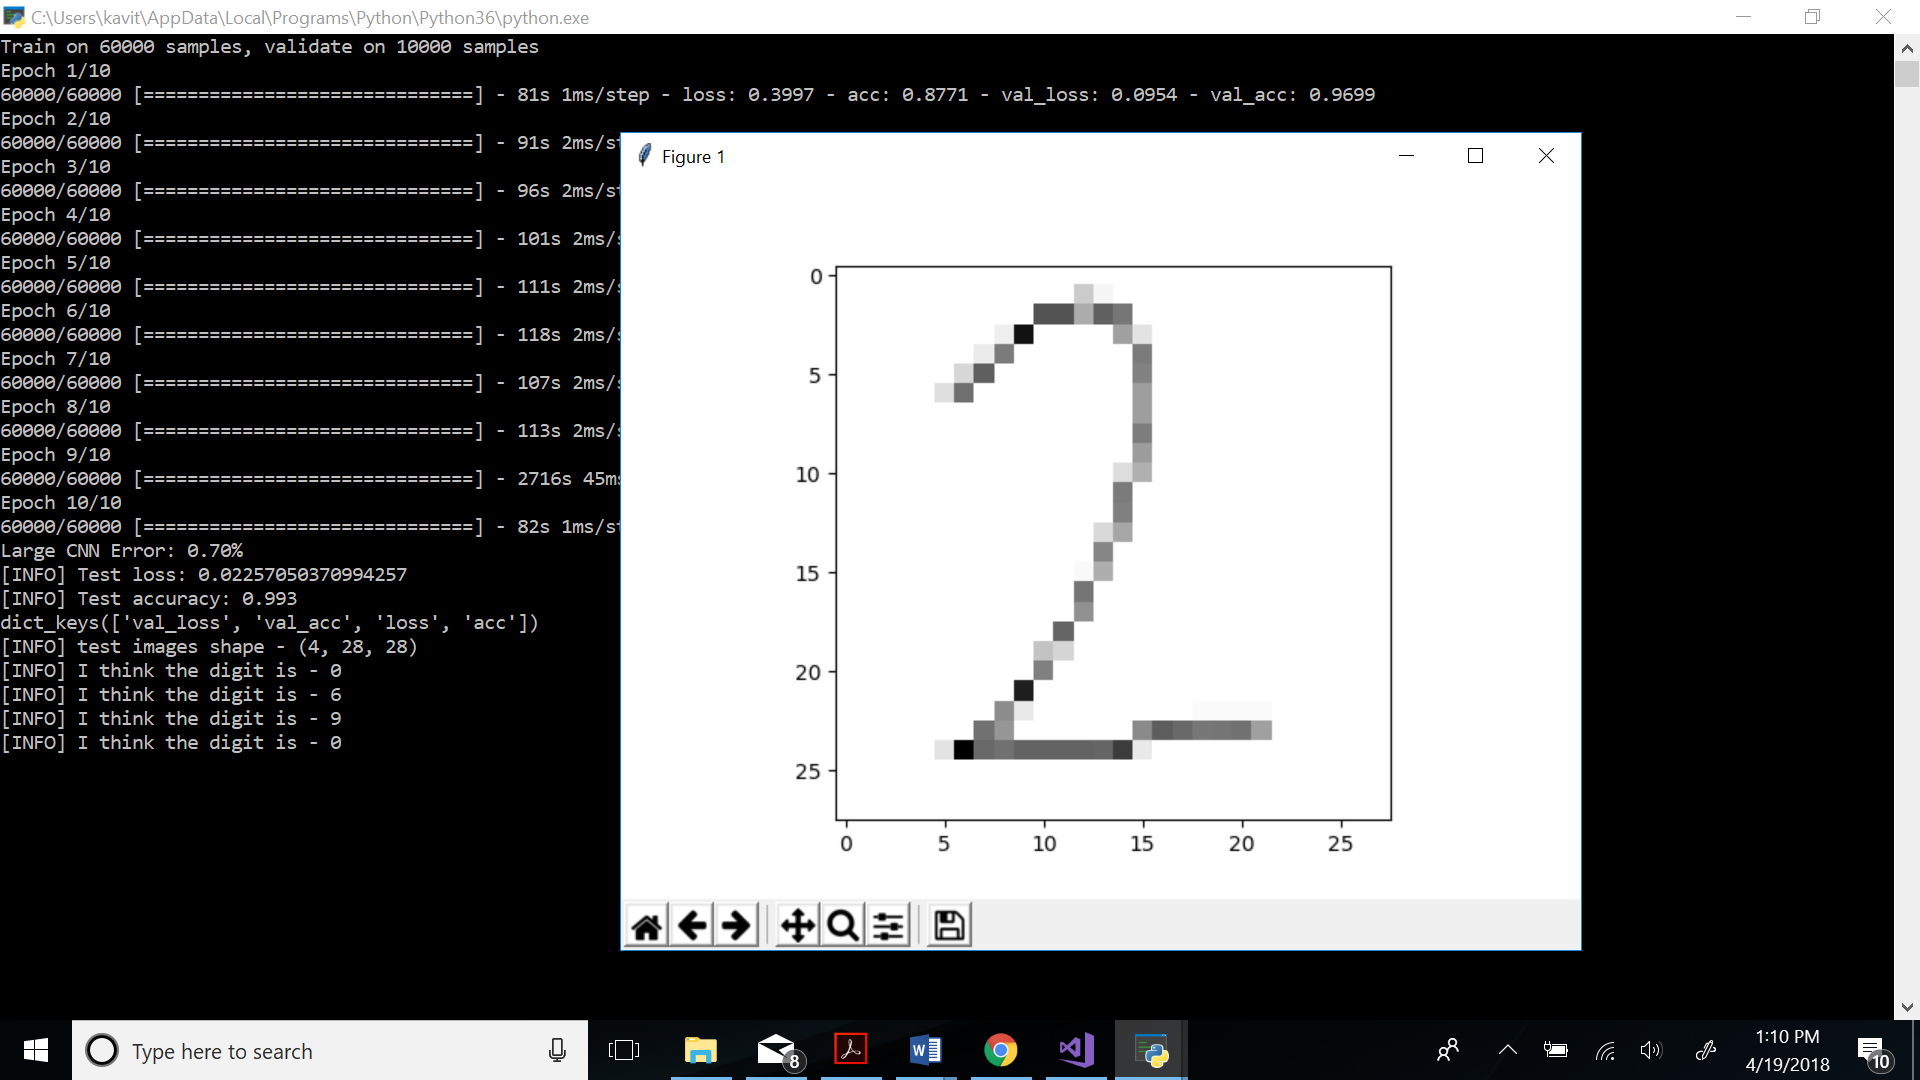 C:\Users\kavit\AppData\Local\Programs\Python\Python36\python.exe
Train on 60000 samples, validate on 10000 samples
Epoch 1/10
60000/60000 [==============================] - 81s 1ms/step - loss: 0.3997 - acc: 0.8771 - val_loss: 0.0954 - val_acc: 0.9699
Epoch 2/10
60000/60000 [==============================] - 91s 2ms/st
Epoch 3/10
60000/60000 [==============================] - 96s 2ms/st
Epoch 4/10
60000/60000 [==============================] - 101s 2ms/s
Epoch 5/10
60000/60000 [==============================] - 111s 2ms/s
Epoch 6/10
60000/60000 [==============================] - 118s 2ms/s
Epoch 7/10
60000/60000 [==============================] - 107s 2ms/s
Epoch 8/10
60000/60000 [==============================] - 113s 2ms/s
Epoch 9/10
60000/60000 [==============================] - 2716s 45ms
Epoch 10/10
60000/60000 [==============================] - 82s 1ms/st
Large CNN Error: 0.70%
[INFO] Test loss: 0.02257050370994257
[INFO] Test accuracy: 0.993
dict_keys(['val_loss', 'val_acc', 'loss', 'acc'])
[INFO] test images shape - (4, 28, 28)
[INFO] I think the digit is - 0
[INFO] I think the digit is - 6
[INFO] I think the digit is - 9
[INFO] I think the digit is - 0
Figure 1
0
5
10
15
20
25
0 5 10 15 20 25
2
Type here to search
8
1:10 PM
4/19/2018
10